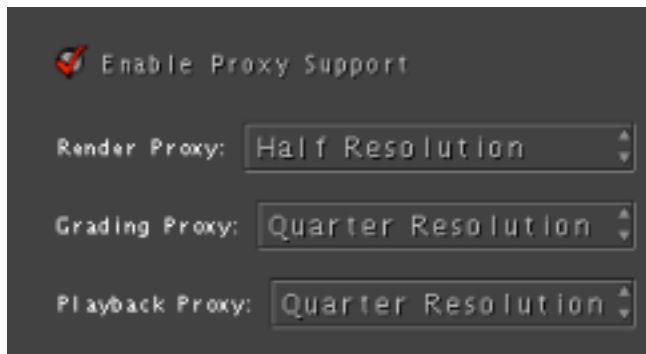 Enable Proxy Support
Render Proxy: Half Resolution
Grading Proxy: Quarter Resolution
Playback Proxy: Quarter Resolution